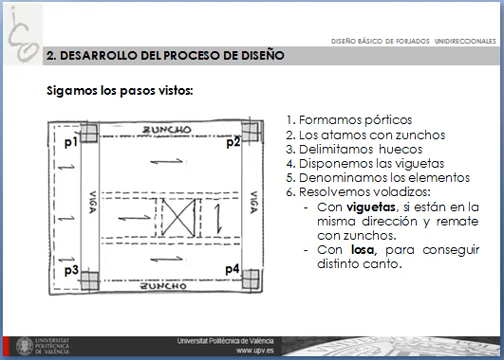 DISEÑO BÁSICO DE FORJADOS UNIDIRECCIONALES
2. DESARROLLO DEL PROCESO DE DISEÑO
Sigamos los pasos vistos:
ZUNCHO
p1
p2
VIGA
VIGA
p3
p4
ZUNCHO
1. Formamos pórticos
2. Los atamos con zunchos
3. Delimitamos huecos
4. Disponemos las viguetas
5. Denominamos los elementos
6. Resolvemos voladizos:
- Con viguetas, si están en la
misma dirección y remate
con zunchos.
- Con losa, para conseguir
distinto canto.
UNIVERSITAT
POLITÈCNICA
DE VALÈNCIA
Universitat Politècnica de València
www.upv.es